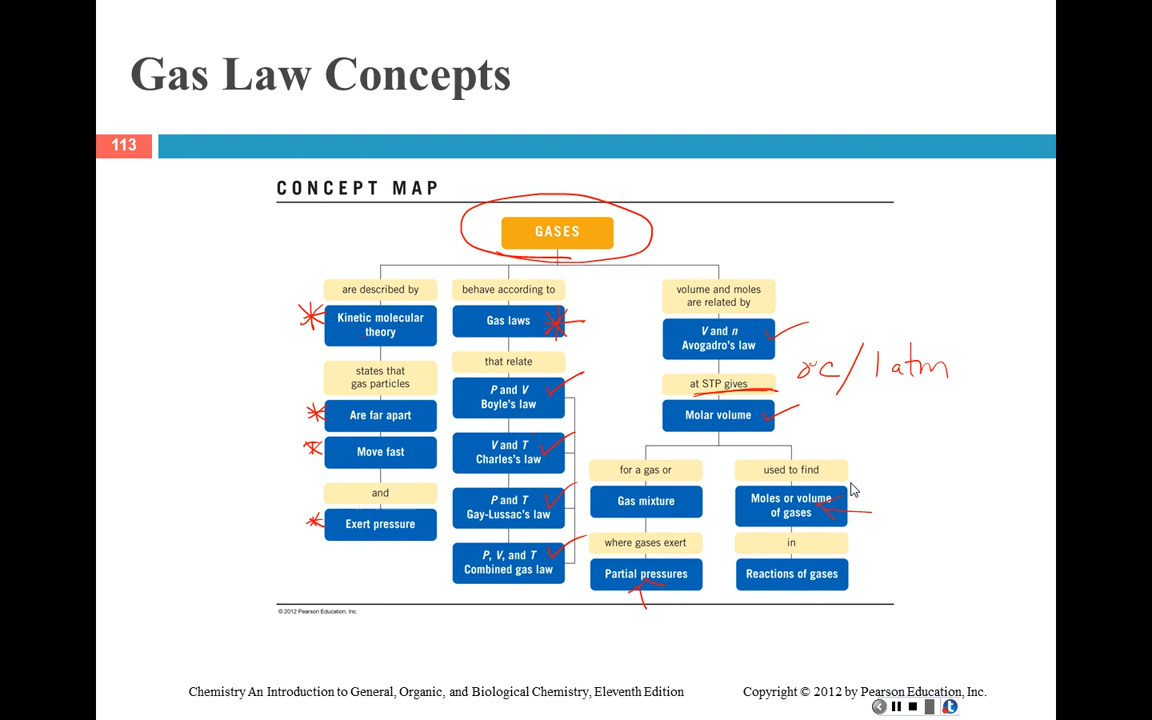 Gas Law Concepts
113
CONCEPT MAP
GASES
are described by
Kinetic molecular
theory
states that
gas particles
Are far apart
Move fast
and
Exert pressure
behave according to
Gas laws
that relate
P and V
Boyle's law
V and T
Charles's law
P and T
Gay-Lussac's law
P, V, and T
Combined gas law
volume and moles
are related by
V and n
Avogadro's law
at STP gives
0°C / 1 atm
Molar volume
for a gas or
Gas mixture
where gases exert
Partial pressures
used to find
Moles or volume
of gases
in
Reactions of gases
© 2012 Pearson Education, Inc.
Chemistry An Introduction to General, Organic, and Biological Chemistry, Eleventh Edition
Copyright © 2012 by Pearson Education, Inc.